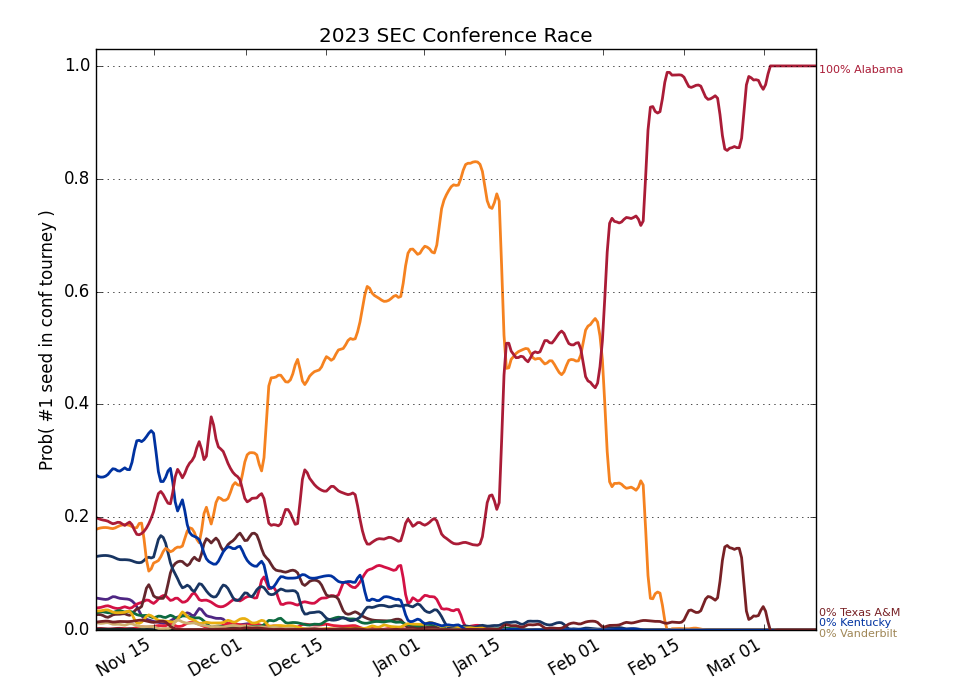 2023 SEC Conference Race
Prob( #1 seed in conf tourney )
1.0
0.8
0.6
0.4
0.2
0.0
Nov 15
Dec 01
Dec 15
Jan 01
Jan 15
Feb 01
Feb 15
Mar 01
100% Alabama
0% Texas A&M
0% Kentucky
0% Vanderbilt